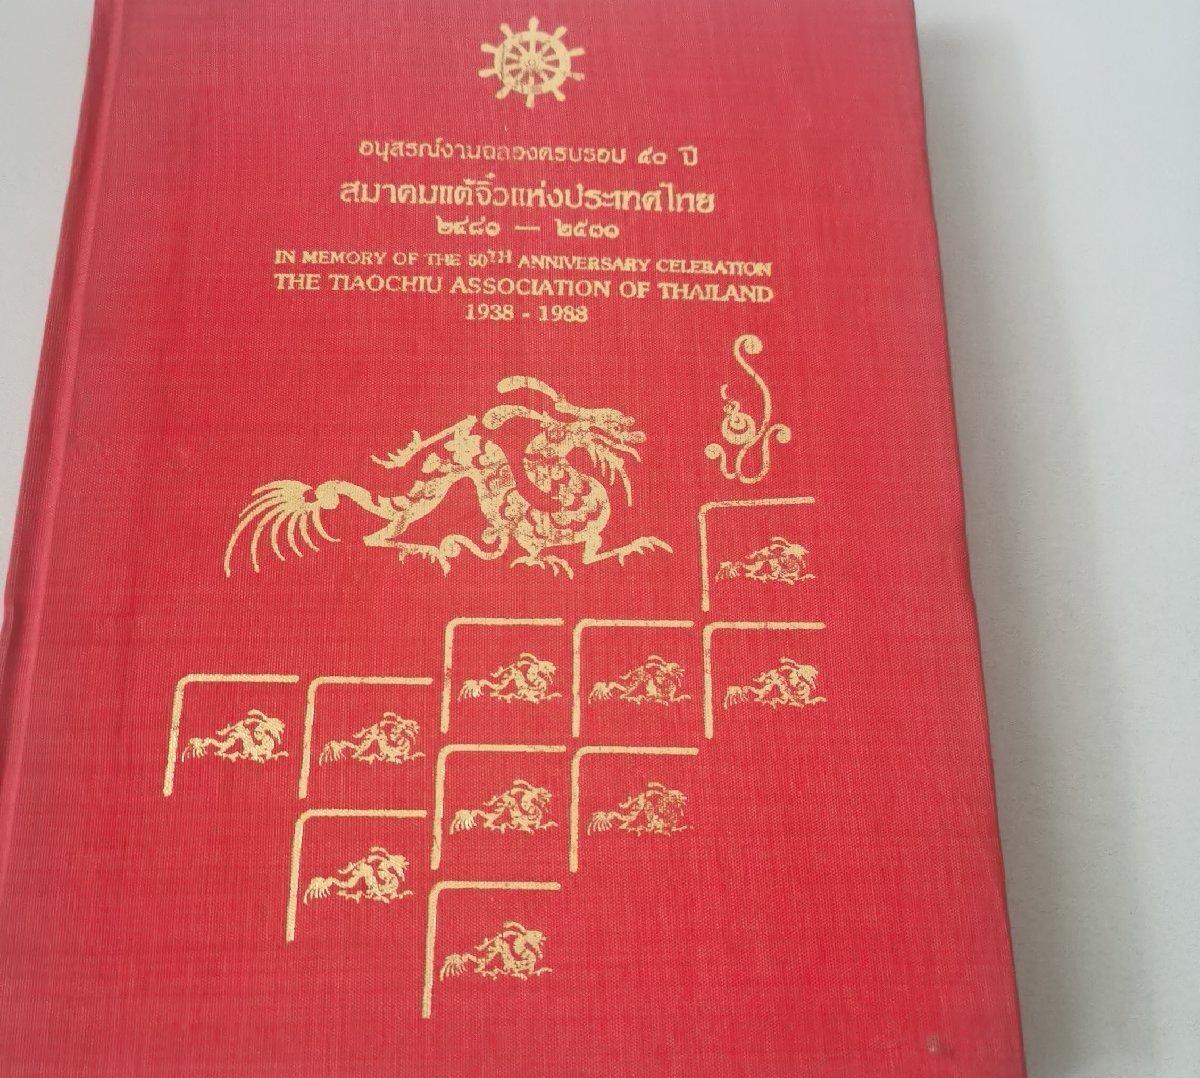 อนุสรณ์งานฉลองครบรอบ ๕๐ ปี
สมาคมแต้จิ๋วแห่งประเทศไทย
๒๔๘๑ — ๒๕๓๑
IN MEMORY OF THE 50TH ANNIVERSARY CELEBRATION
THE TIAOCHIU ASSOCIATION OF THAILAND
1938 - 1988